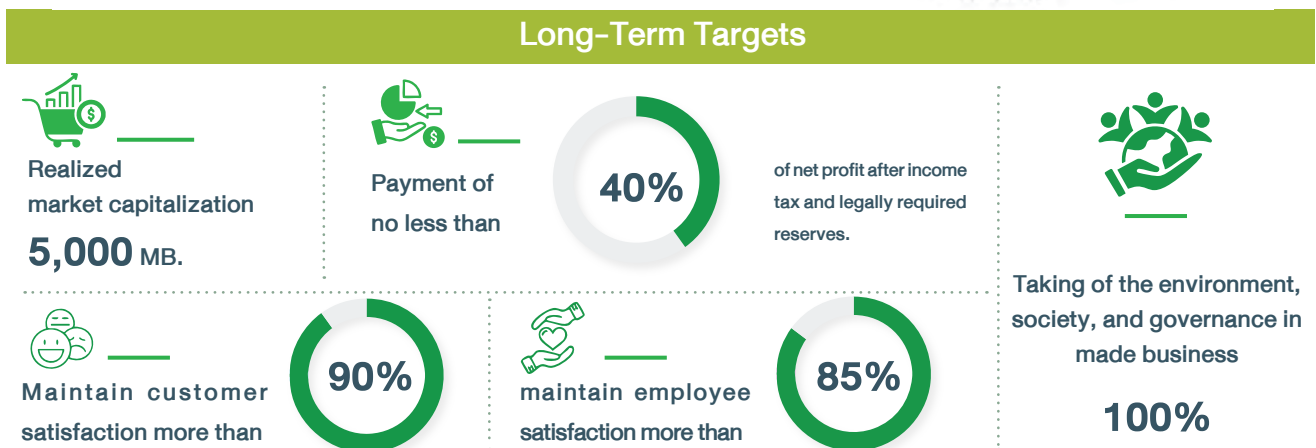 Long-Term Targets
Realized
market capitalization
5,000 MB.
Payment of
no less than
40%
of net profit after income
tax and legally required
reserves.
Maintain customer
satisfaction more than
90%
maintain employee
satisfaction more than
85%
Taking of the environment,
society, and governance in
made business
100%